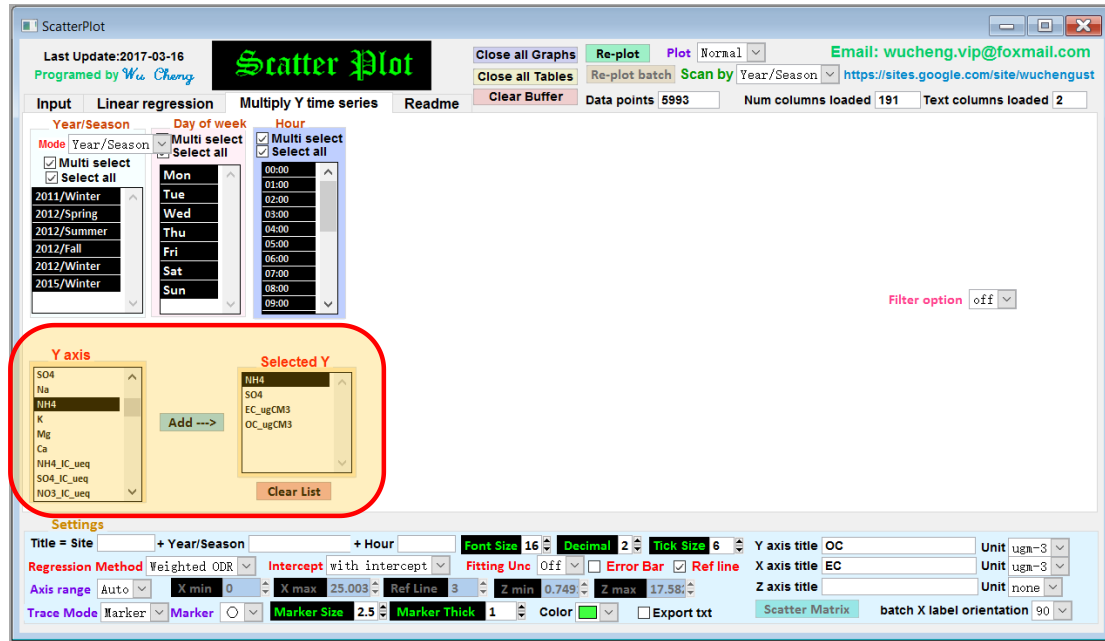 ScatterPlot
Last Update:2017-03-16
Programed by Wu Cheng
Scatter Plot
Close all Graphs
Re-plot
Plot Normal
Email: wucheng.vip@foxmail.com
Close all Tables
Re-plot batch
Scan by Year/Season
https://sites.google.com/site/wuchengust
Clear Buffer
Data points 5993
Num columns loaded 191
Text columns loaded 2
Input
Linear regression
Multiply Y time series
Readme
Year/Season
Mode Year/Season
Multi select
Select all
2011/Winter
2012/Spring
2012/Summer
2012/Fall
2012/Winter
2015/Winter
Day of week
Multi select
Select all
Mon
Tue
Wed
Thu
Fri
Sat
Sun
Hour
Multi select
Select all
00:00
01:00
02:00
03:00
04:00
05:00
06:00
07:00
08:00
09:00
Filter option off
Y axis
SO4
Na
NH4
K
Mg
Ca
NH4_IC_ueq
SO4_IC_ueq
NO3_IC_ueq
Add --->
Selected Y
NH4
SO4
EC_ugCM3
OC_ugCM3
Clear List
Settings
Title = Site + Year/Season + Hour Font Size 16 Decimal 2 Tick Size 6 Y axis title OC Unit ugm-3
Regression Method Weighted ODR Intercept with intercept Fitting Unc Off Error Bar Ref line X axis title EC Unit ugm-3
Axis range Auto X min 0 X max 25.003 Ref Line 3 Z min 0.749 Z max 17.58 Z axis title Unit none
Trace Mode Marker Marker Marker Size 2.5 Marker Thick 1 Color Export txt Scatter Matrix batch X label orientation 90